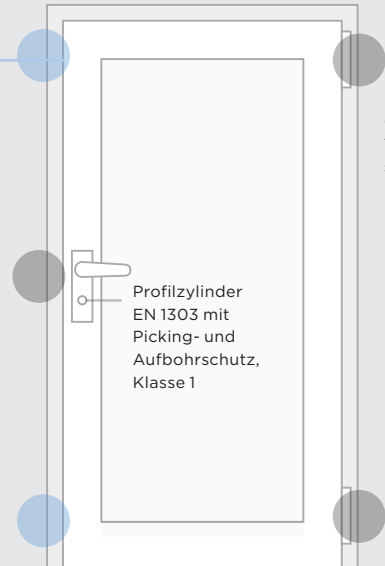 Profilzylinder
EN 1303 mit
Picking- und
Aufbohrschutz,
Klasse 1